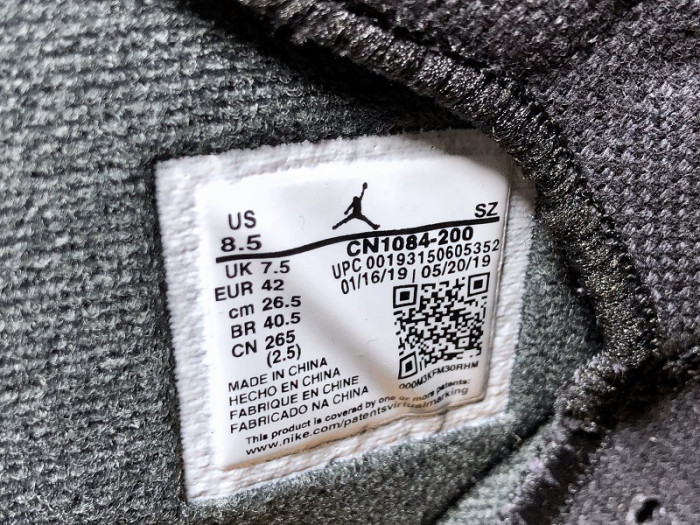 US
8.5
SZ
CN1084-200
UPC 00193150605352
01/16/19 | 05/20/19
UK 7.5
EUR 42
cm 26.5
BR 40.5
CN 265
(2.5)
000M3KFM30RHM
MADE IN CHINA
HECHO EN CHINA
FABRIQUE EN CHINE
FABRICADO NA CHINA
This product is covered by one or more patents:
www.nike.com/patentsvirtualmarking